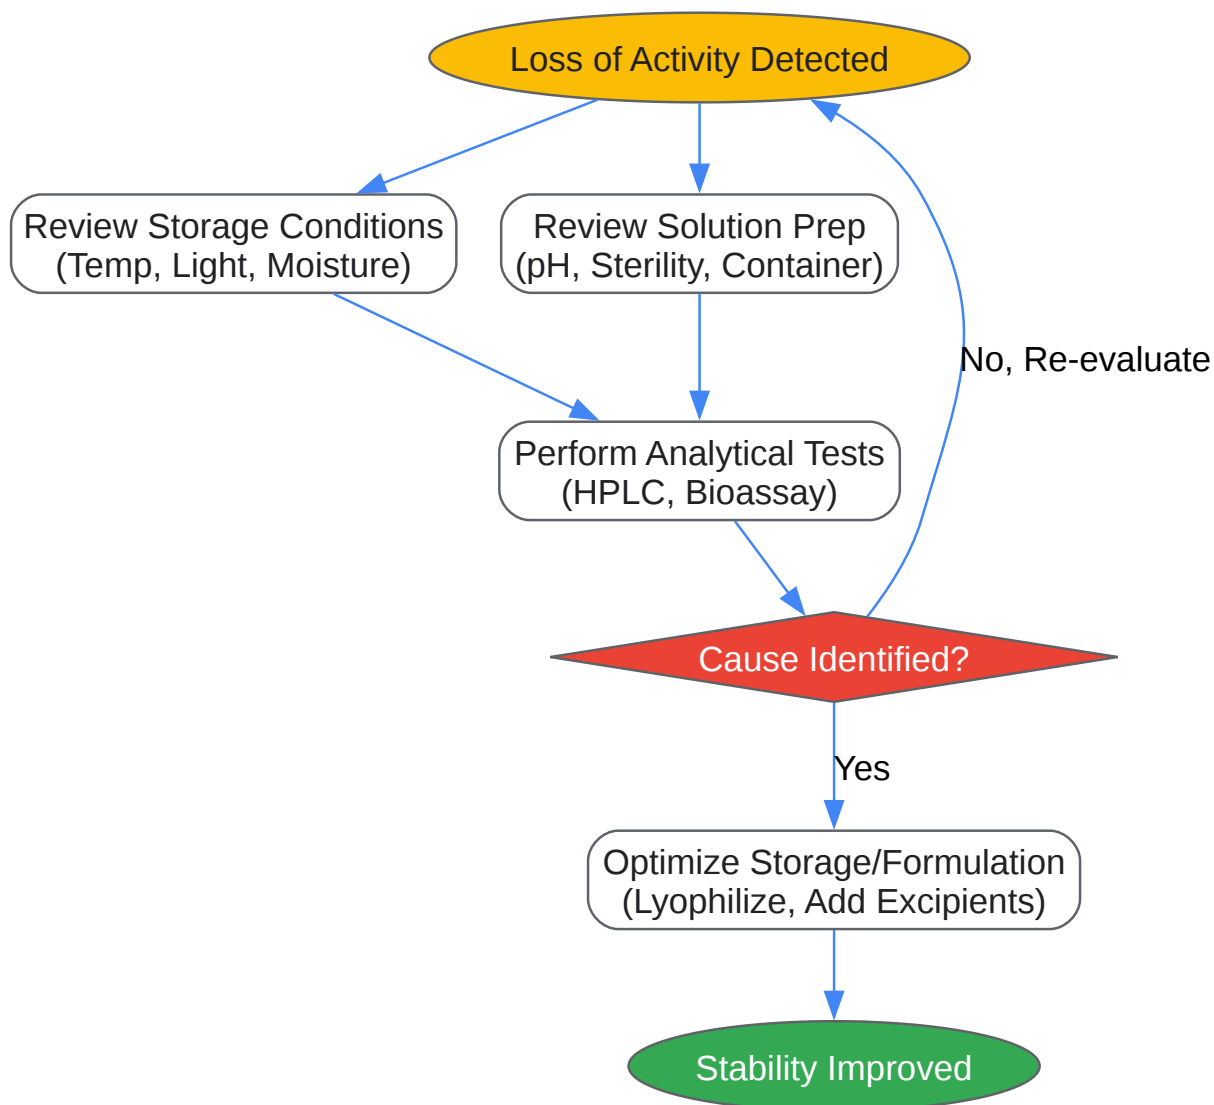 Loss of Activity Detected
Review Storage Conditions
(Temp, Light, Moisture)
Review Solution Prep
(pH, Sterility, Container)
No, Re-evaluate
Perform Analytical Tests
(HPLC, Bioassay)
Cause Identified?
Yes
Optimize Storage/Formulation
(Lyophilize, Add Excipients)
Stability Improved